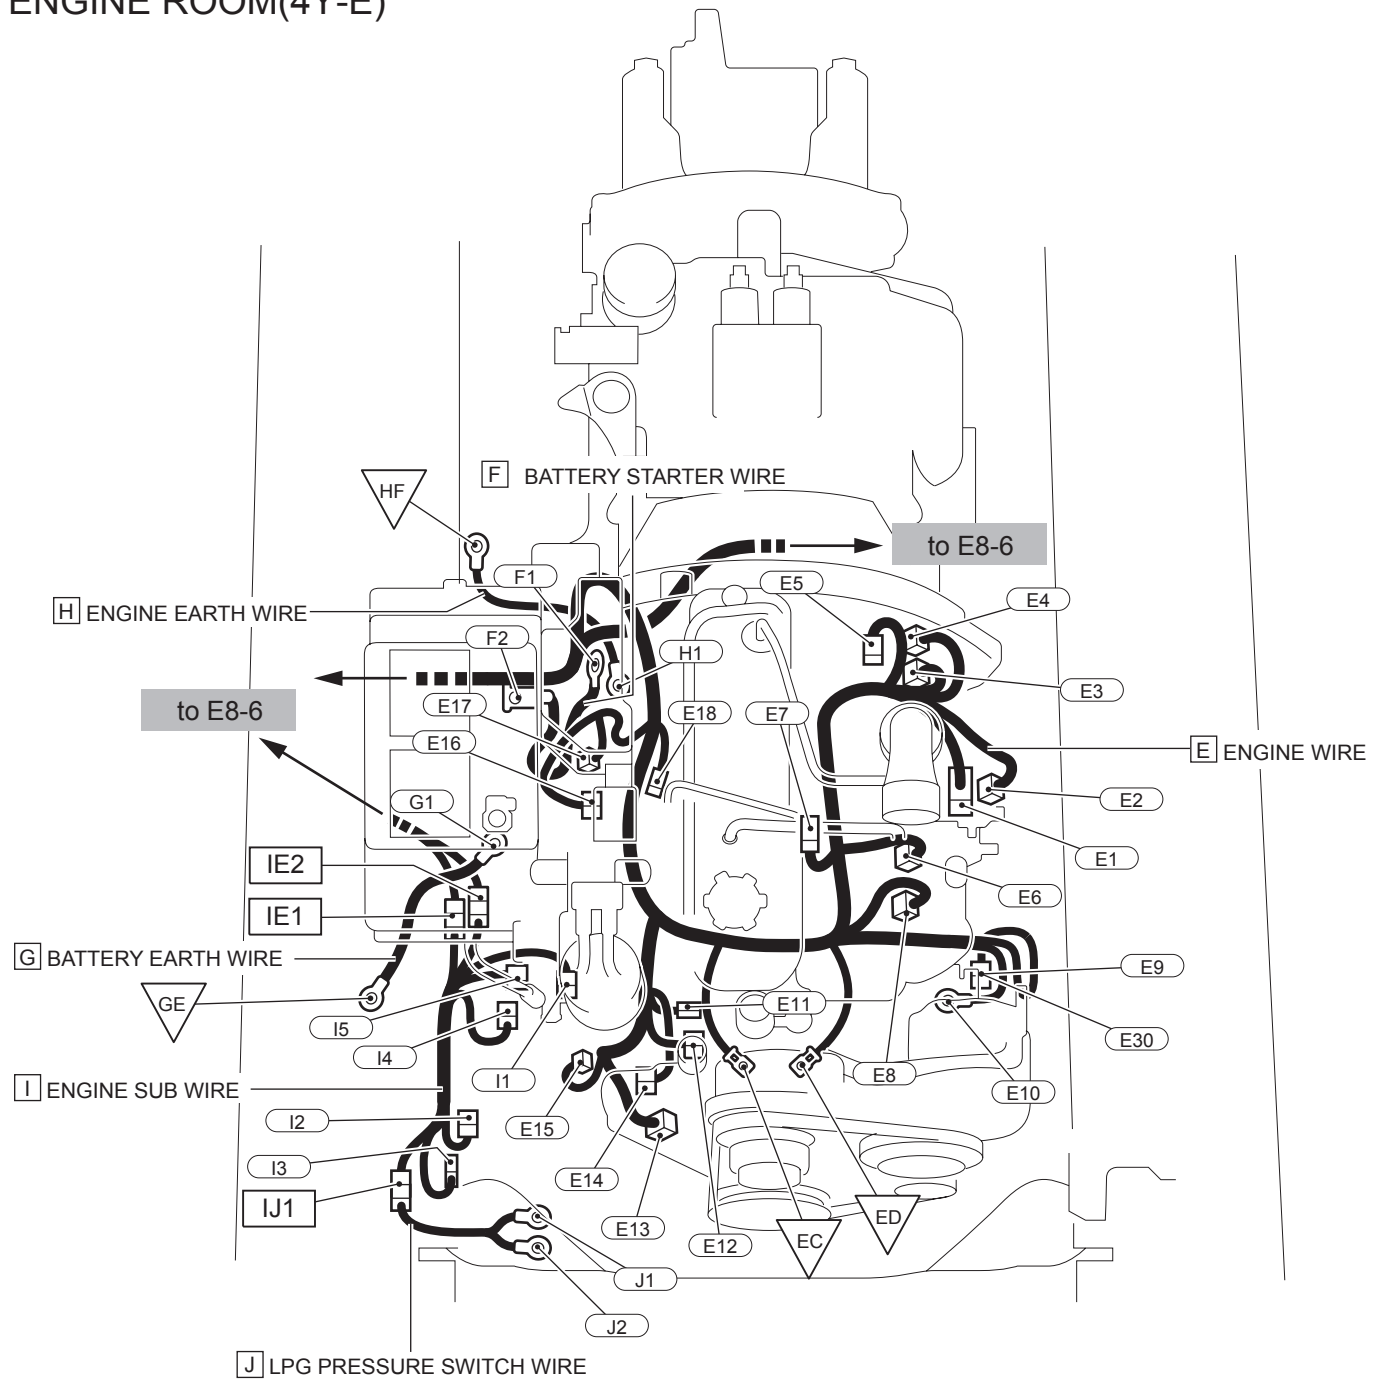 ENGINE ROOM(4Y-E)
F BATTERY STARTER WIRE
HF
to E8-6
F1
E5
E4
H ENGINE EARTH WIRE
F2
H1
E3
to E8-6
E17
E18
E7
E16
E ENGINE WIRE
G1
E2
IE2
E1
E6
IE1
G BATTERY EARTH WIRE
E9
GE
E11
I5
E30
I4
I1
E8
I ENGINE SUB WIRE
E10
I2
E15
I3
E14
IJ1
ED
E13
E12
EC
J1
J2
J LPG PRESSURE SWITCH WIRE